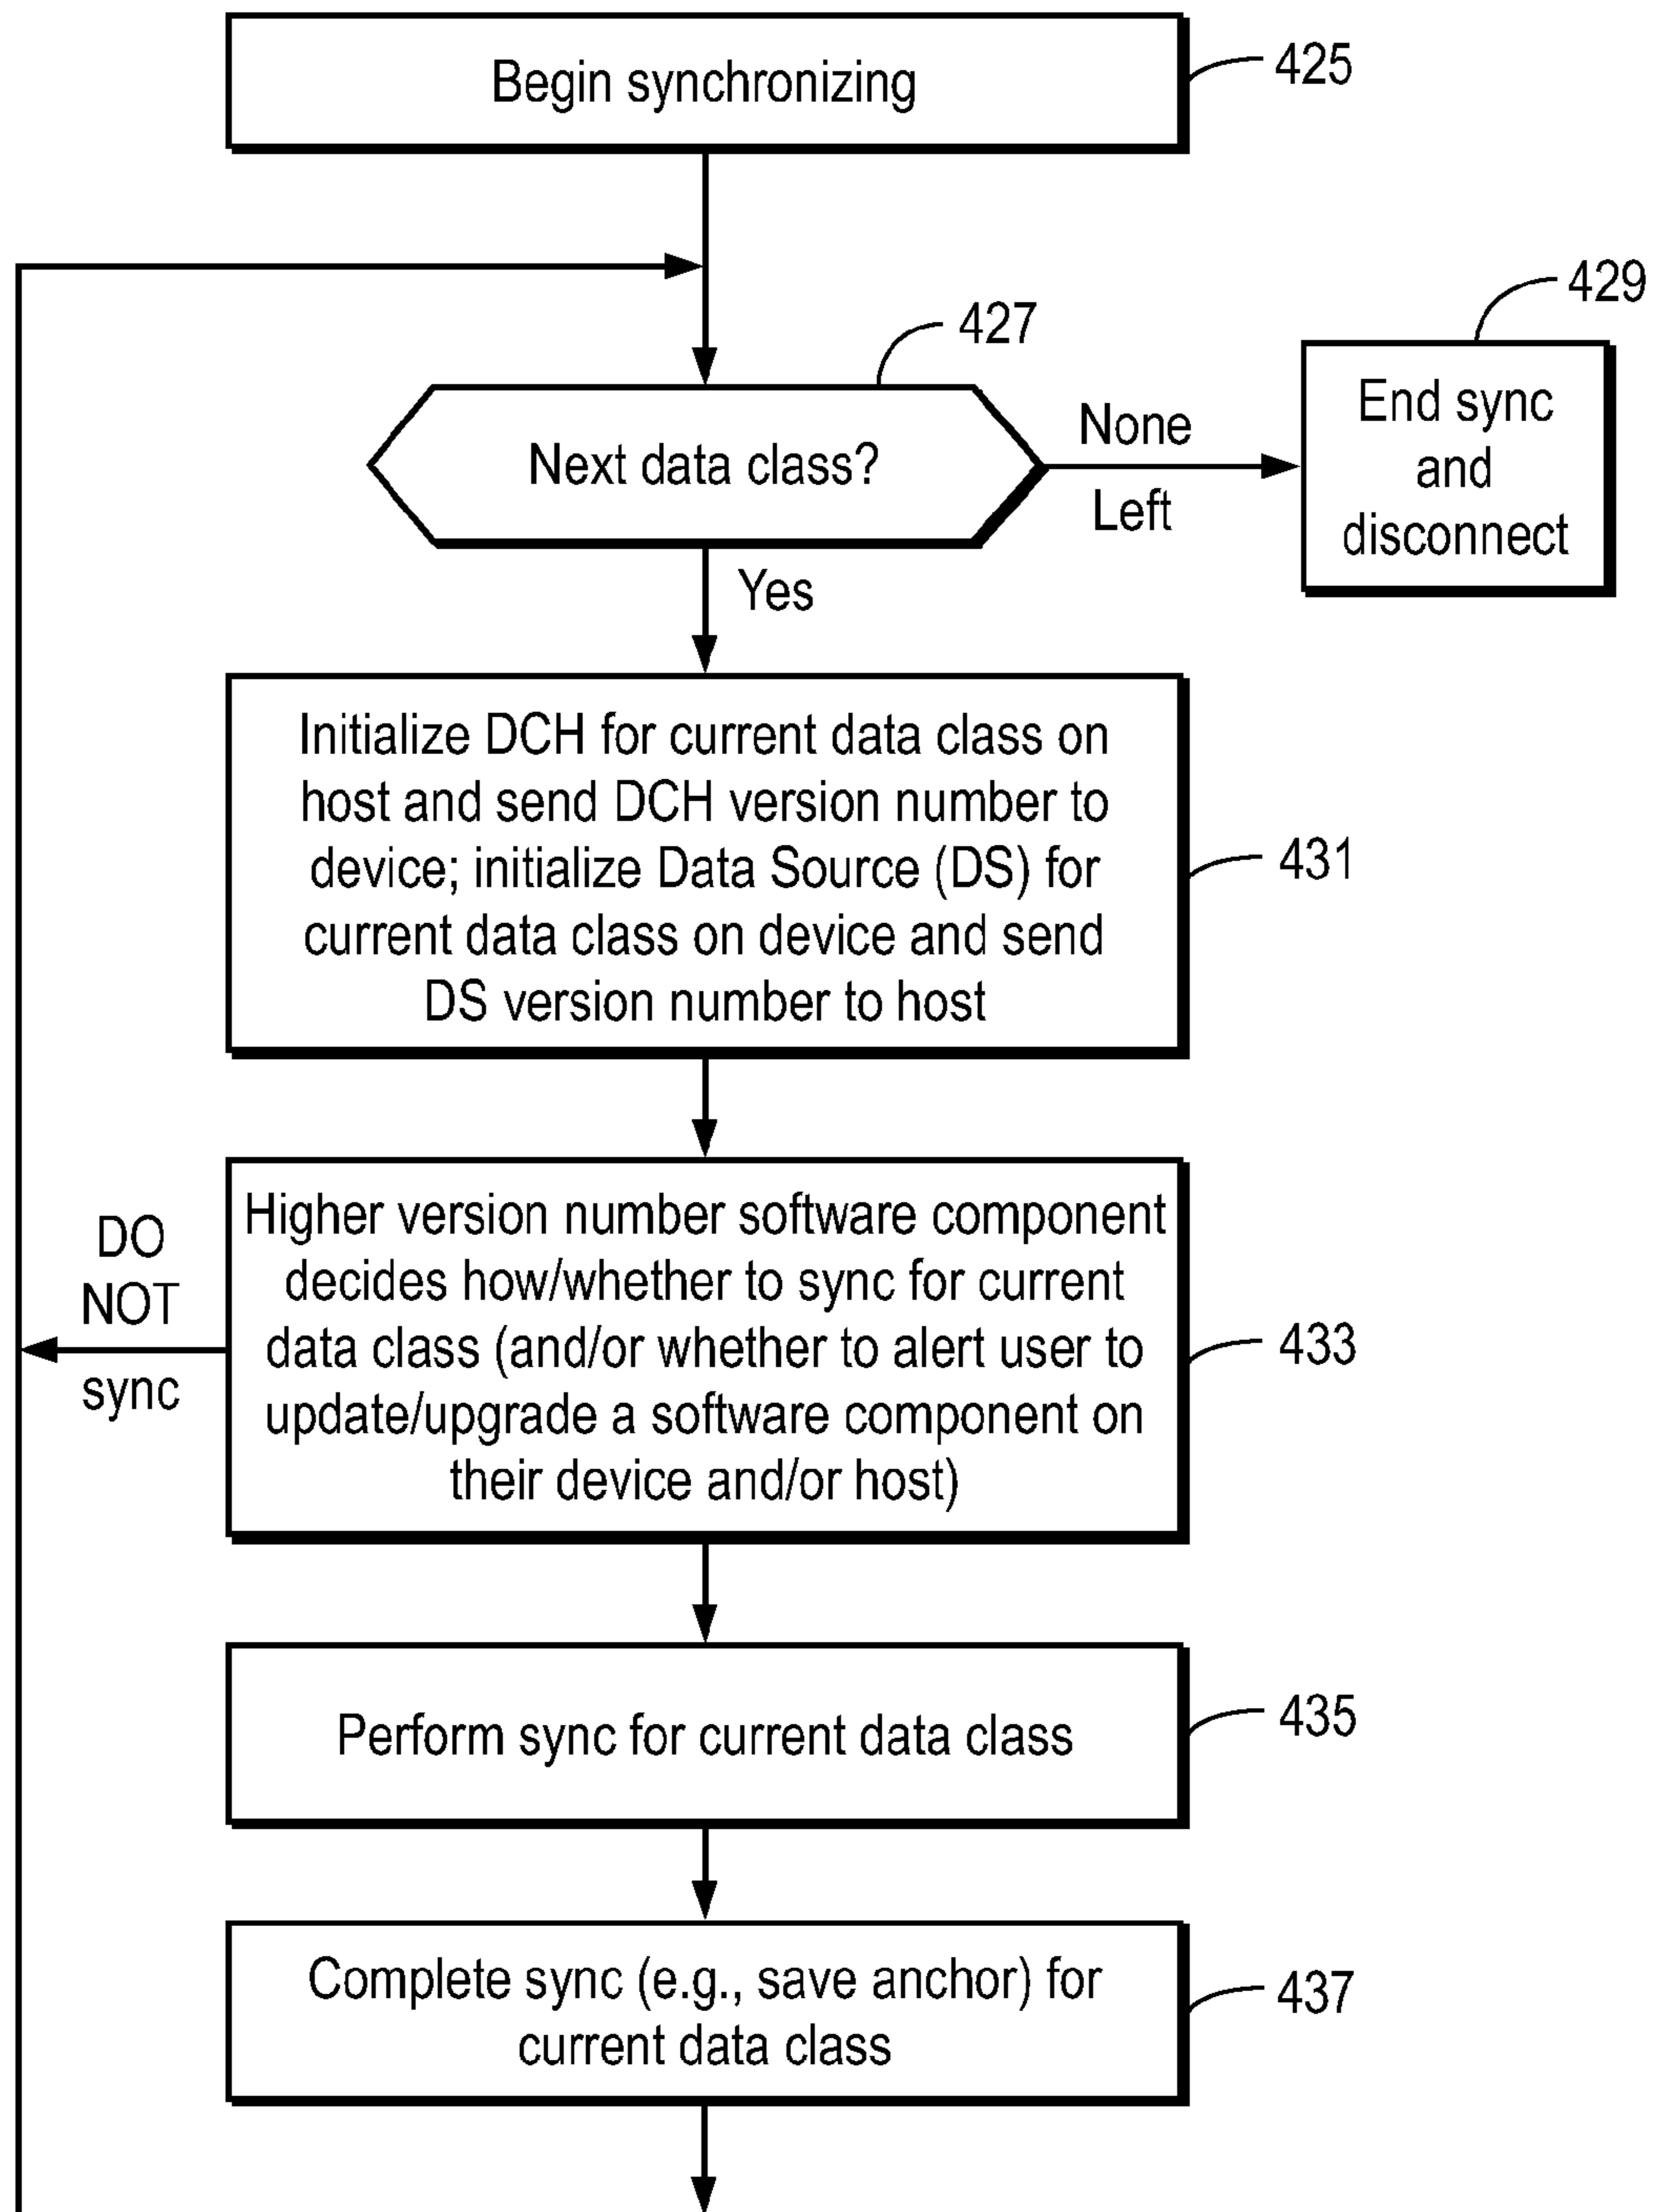 Begin synchronizing
425
429
427
Next data class?
None
Left
End sync
and
disconnect
Yes
Initialize DCH for current data class on
host and send DCH version number to
device; initialize Data Source (DS) for
current data class on device and send
DS version number to host
431
Higher version number software component
decides how/whether to sync for current
data class (and/or whether to alert user to
update/upgrade a software component on
their device and/or host)
433
DO
NOT
sync
Perform sync for current data class
435
Complete sync (e.g., save anchor) for
current data class
437